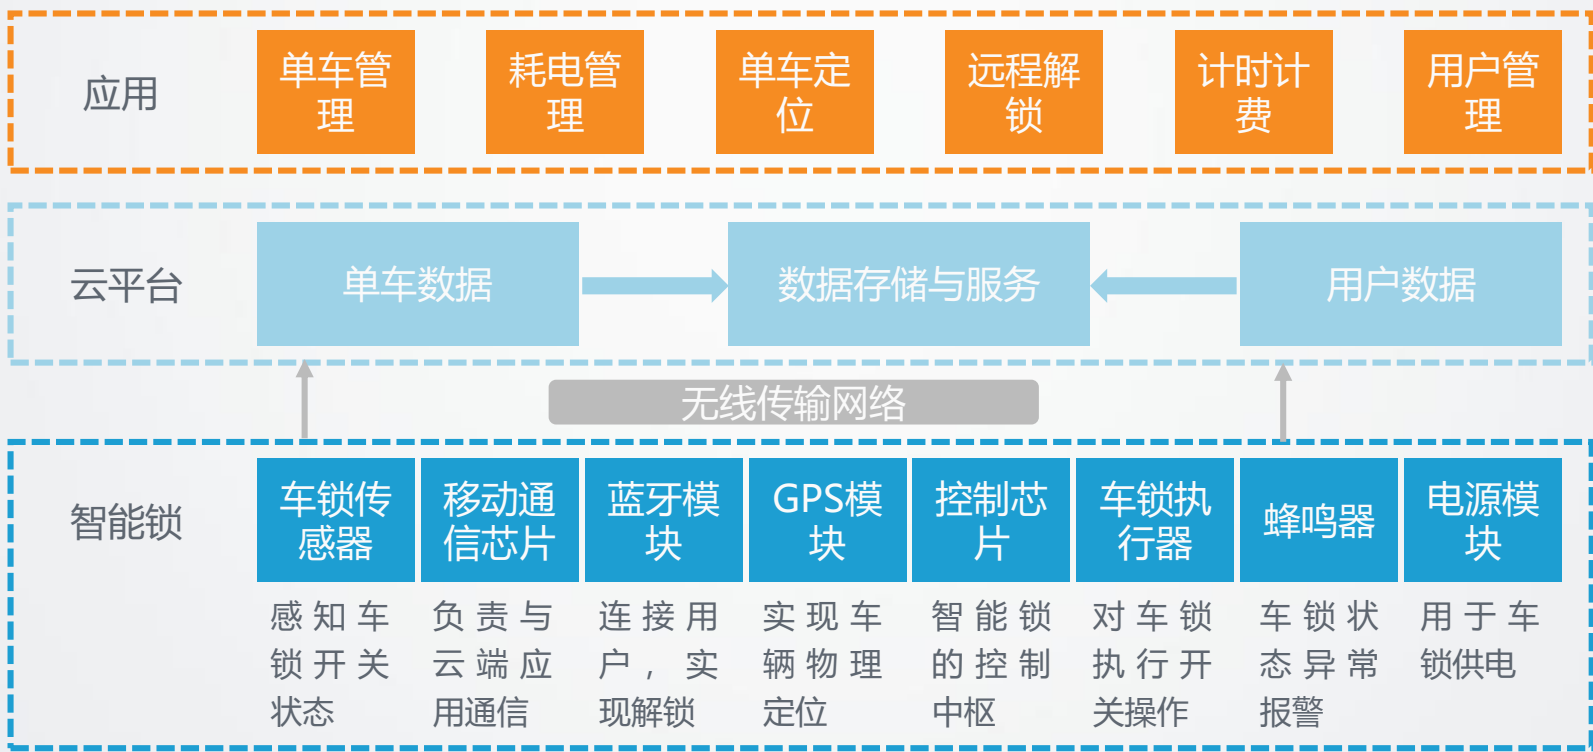 应用
单车管
理
耗电管
理
单车定
位
远程解
锁
计时计
费
用户管
理
云平台
单车数据
数据存储与服务
用户数据
无线传输网络
智能锁
车锁传
感器
移动通
信芯片
蓝牙模
块
GPS模
块
控制芯
片
车锁执
行器
蜂鸣器
电源模
块
感知车
锁开关
状态
负责与
云端应
用通信
连接用
户，实
现解锁
实现车
辆物理
定位
智能锁
的控制
中枢
对车锁
执行开
关操作
车锁状
态异常
报警
用于车
锁供电